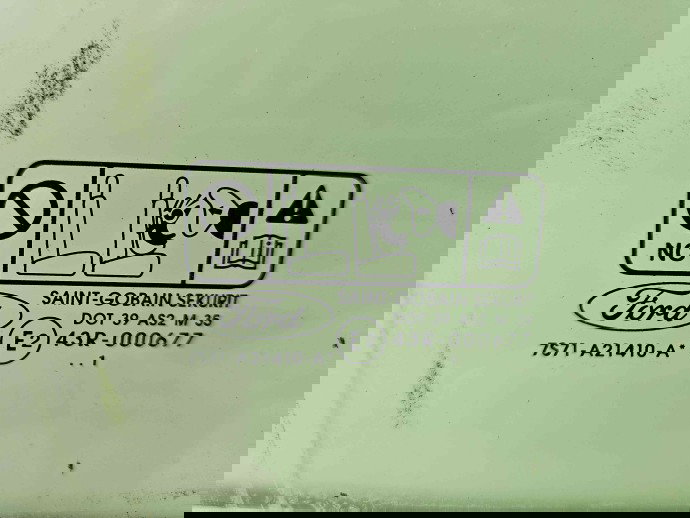 NO
SAINT-GOBAIN SEKURIT
Ford
DOT-39-AS2-M-35
E2 43R-000677
7S71-A21410-A*